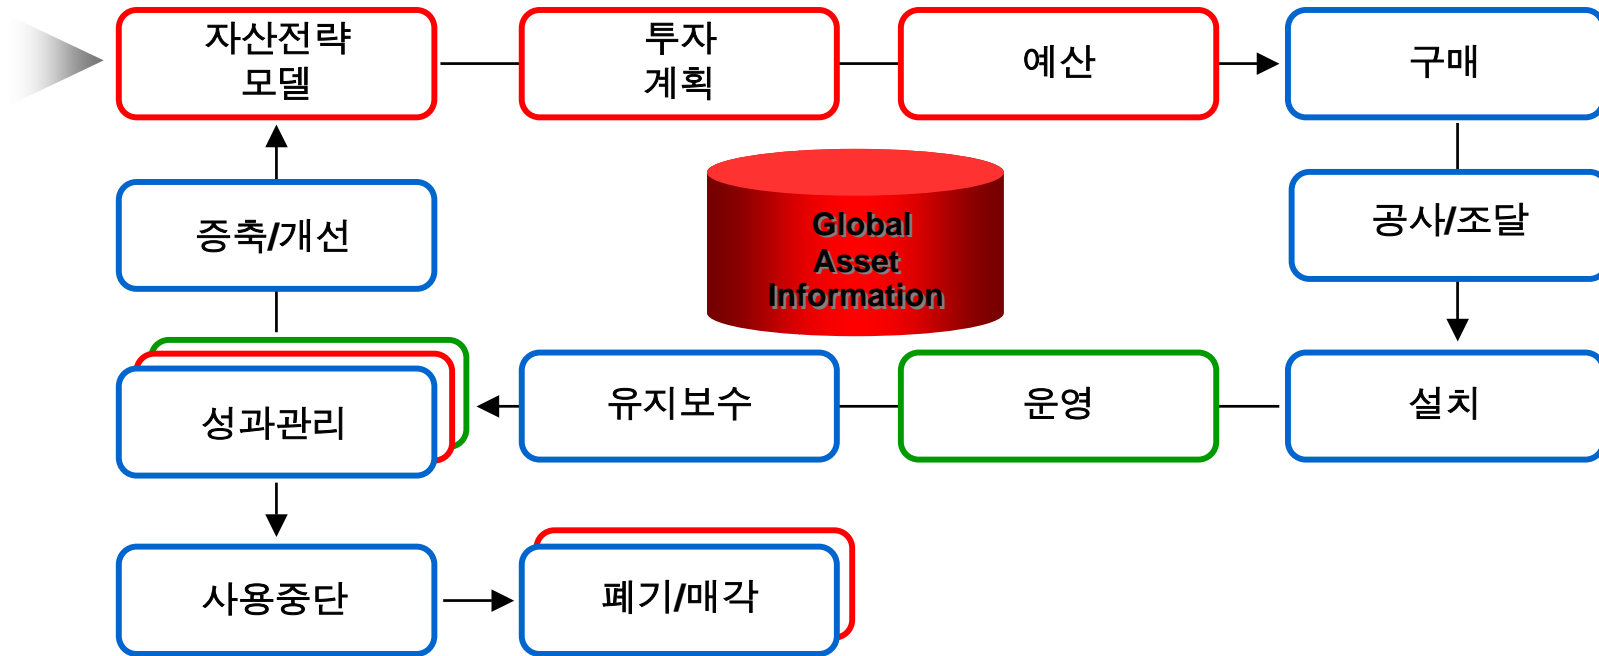 자산전략
모델
투자
계획
예산
구매
증축/개선
Global
Asset
Information
공사/조달
성과관리
유지보수
운영
설치
사용중단
폐기/매각